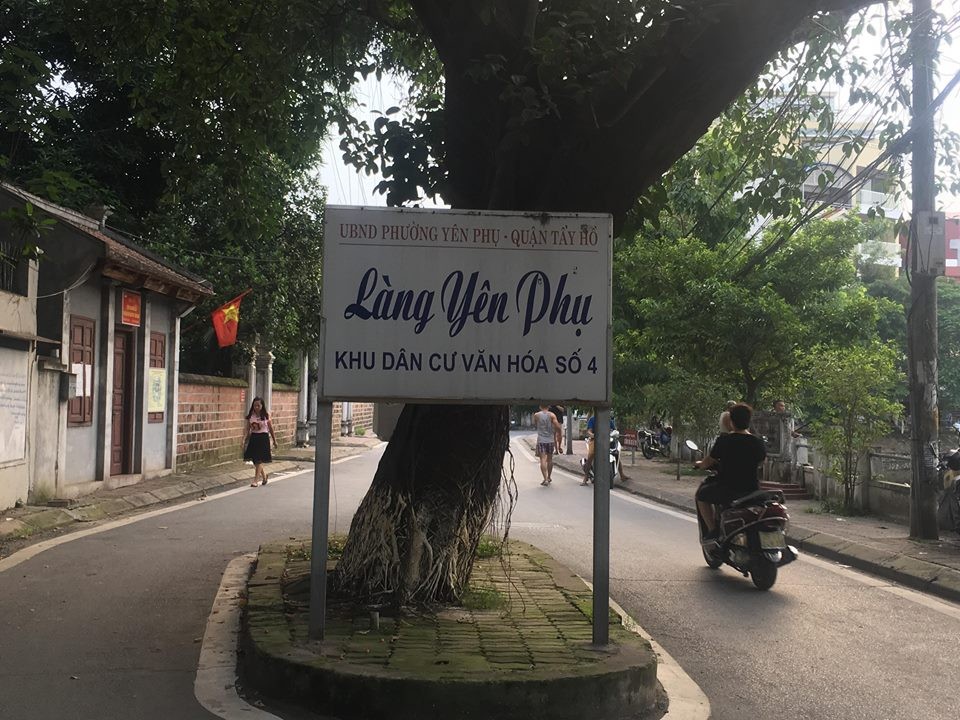 UBND PHƯỜNG YÊN PHỤ - QUẬN TÂY HỒ
Làng Yên Phụ
KHU DÂN CƯ VĂN HÓA SỐ 4